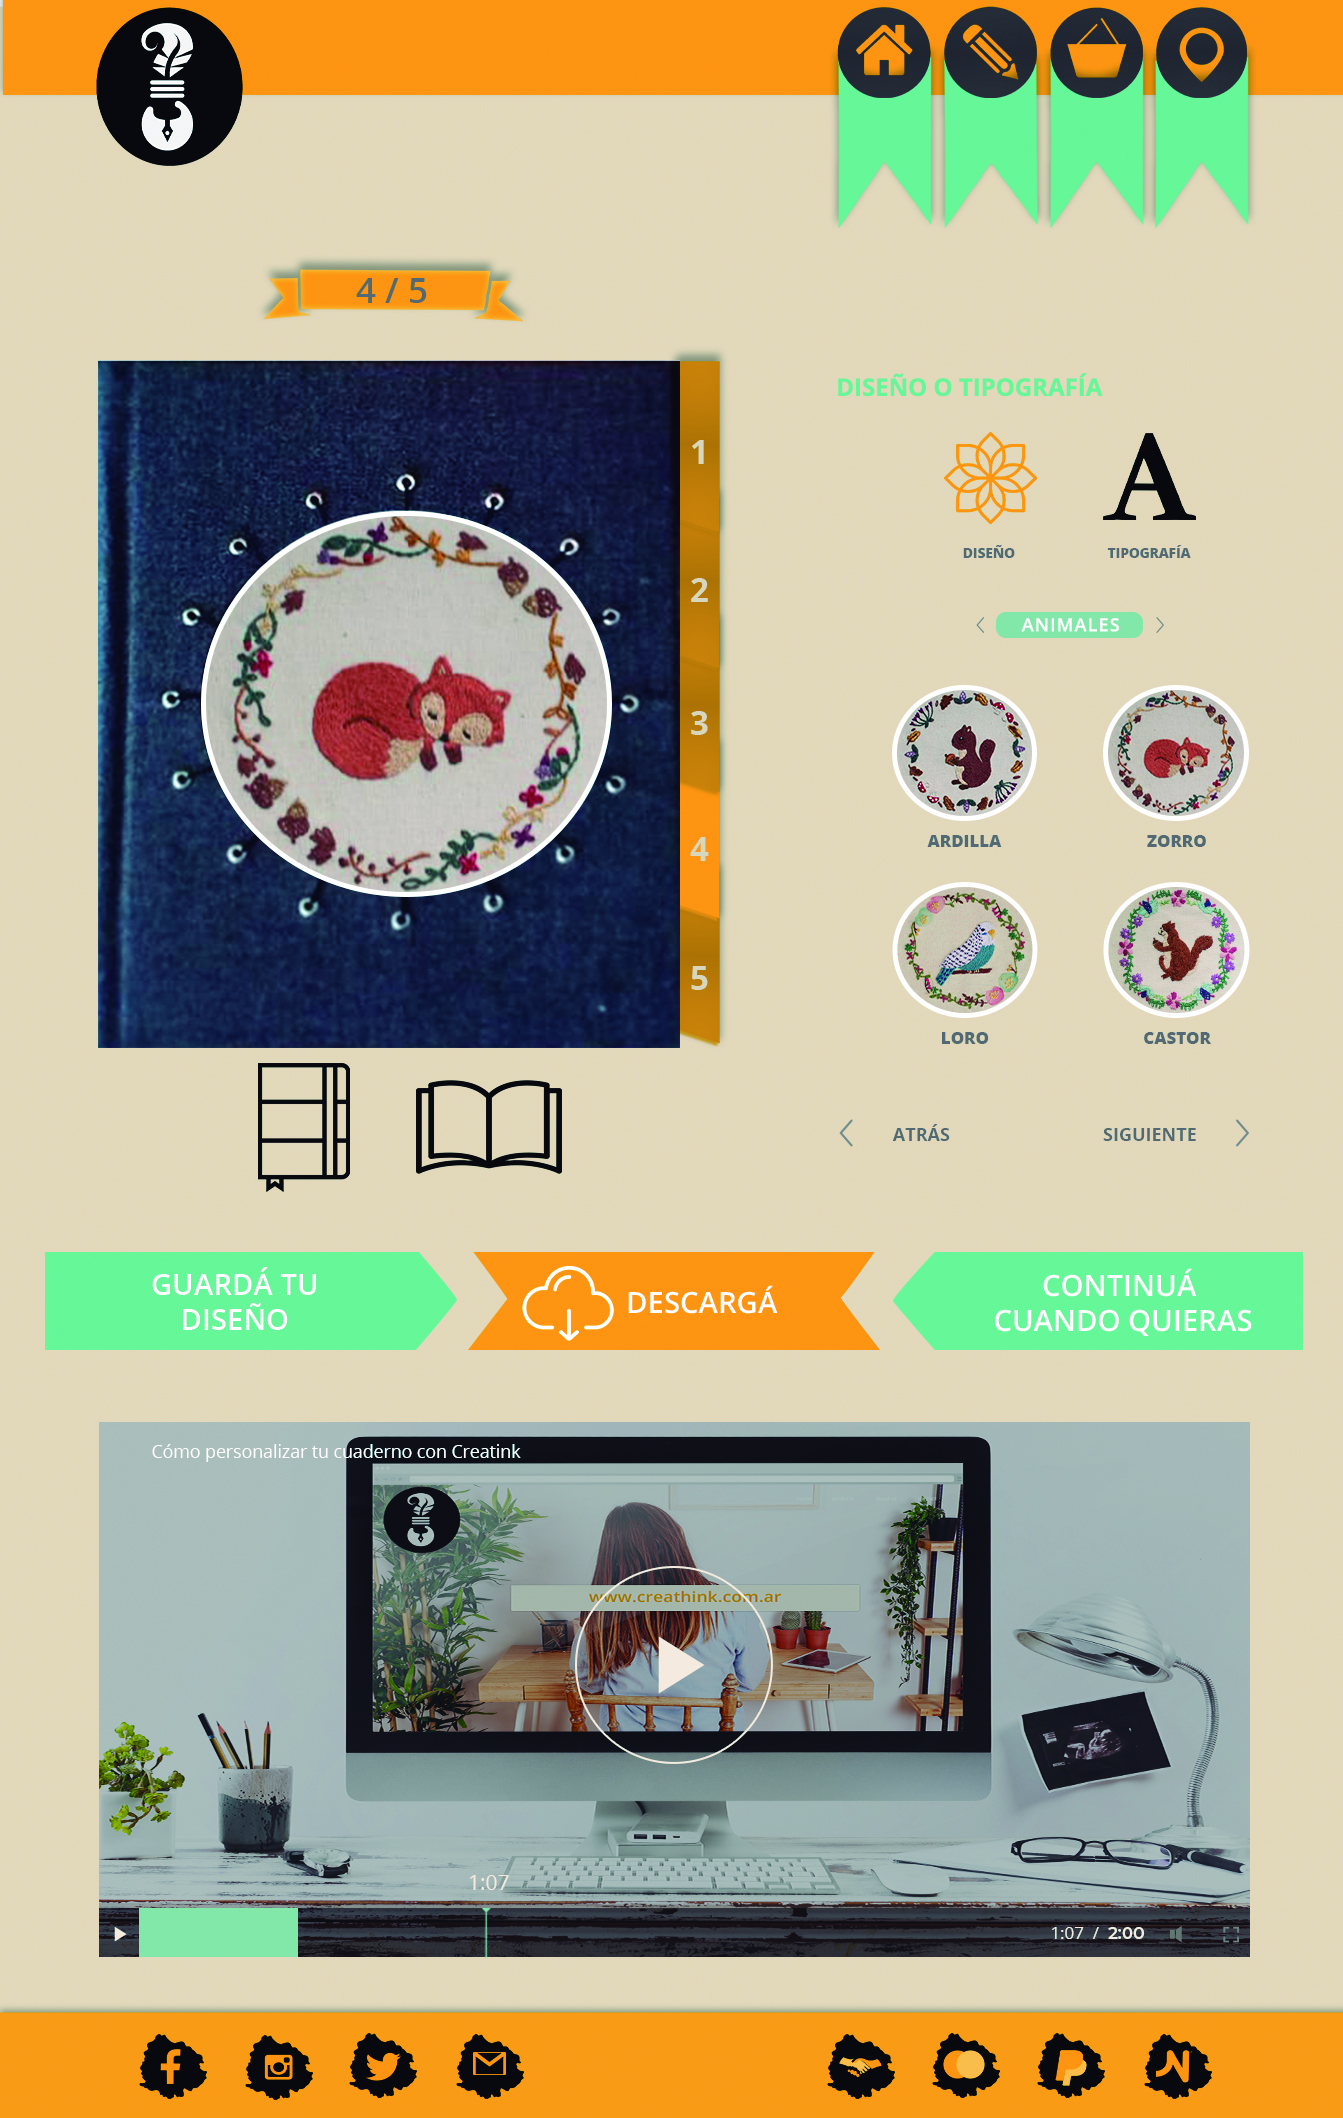 4 / 5
1
2
3
4
5
DISEÑO O TIPOGRAFÍA
A
DISEÑO
TIPOGRAFÍA
ANIMALES
ARDILLA
ZORRO
LORO
CASTOR
ATRÁS
SIGUIENTE
GUARDÁ TU
DISEÑO
DESCARGÁ
CONTINUÁ
CUANDO QUIERAS
Cómo personalizar tu cuaderno con Creatink
www.creathink.com.ar
1:07
1:07 / 2:00